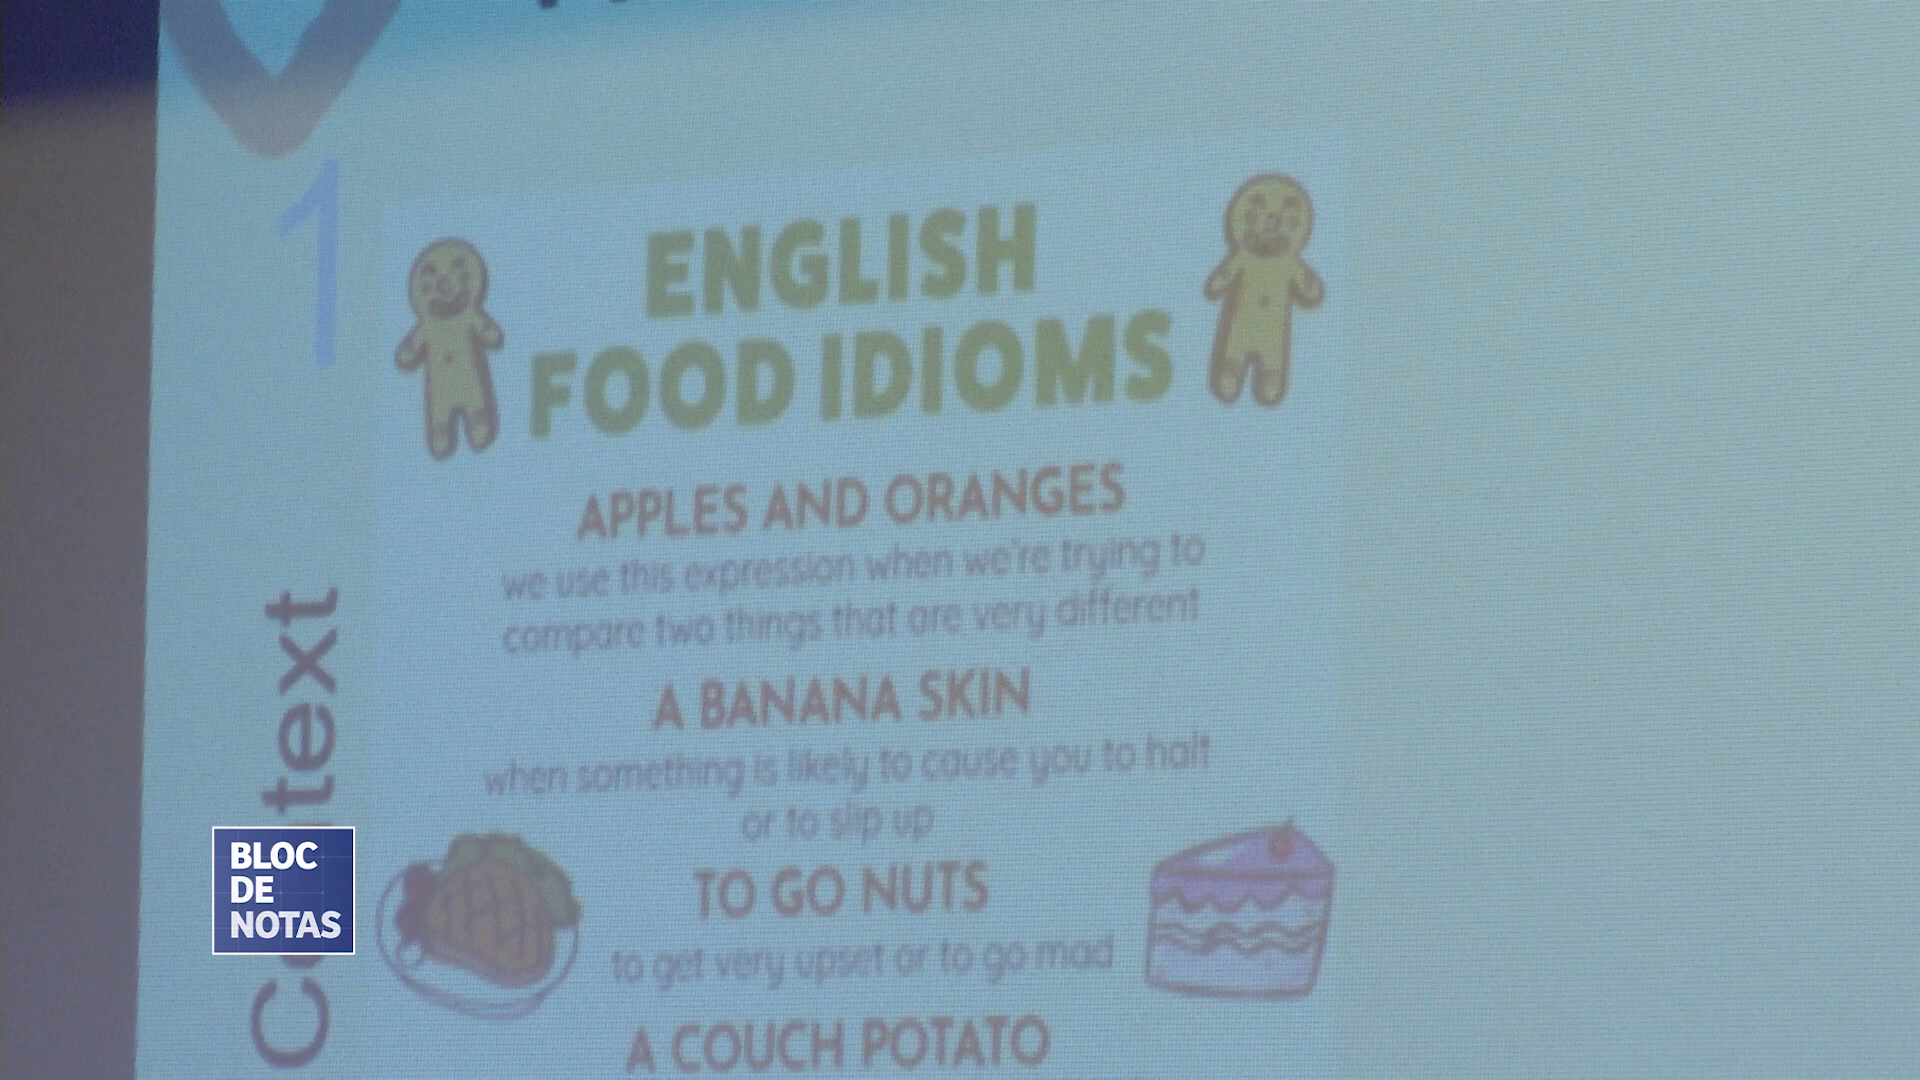 1
ENGLISH
FOOD IDIOMS
APPLES AND ORANGES
we use this expression when we're trying to
compare two things that are very different
A BANANA SKIN
when something is likely to cause you to halt
or to slip up
TO GO NUTS
to get very upset or to go mad
A COUCH POTATO
BLOC
DE
NOTAS